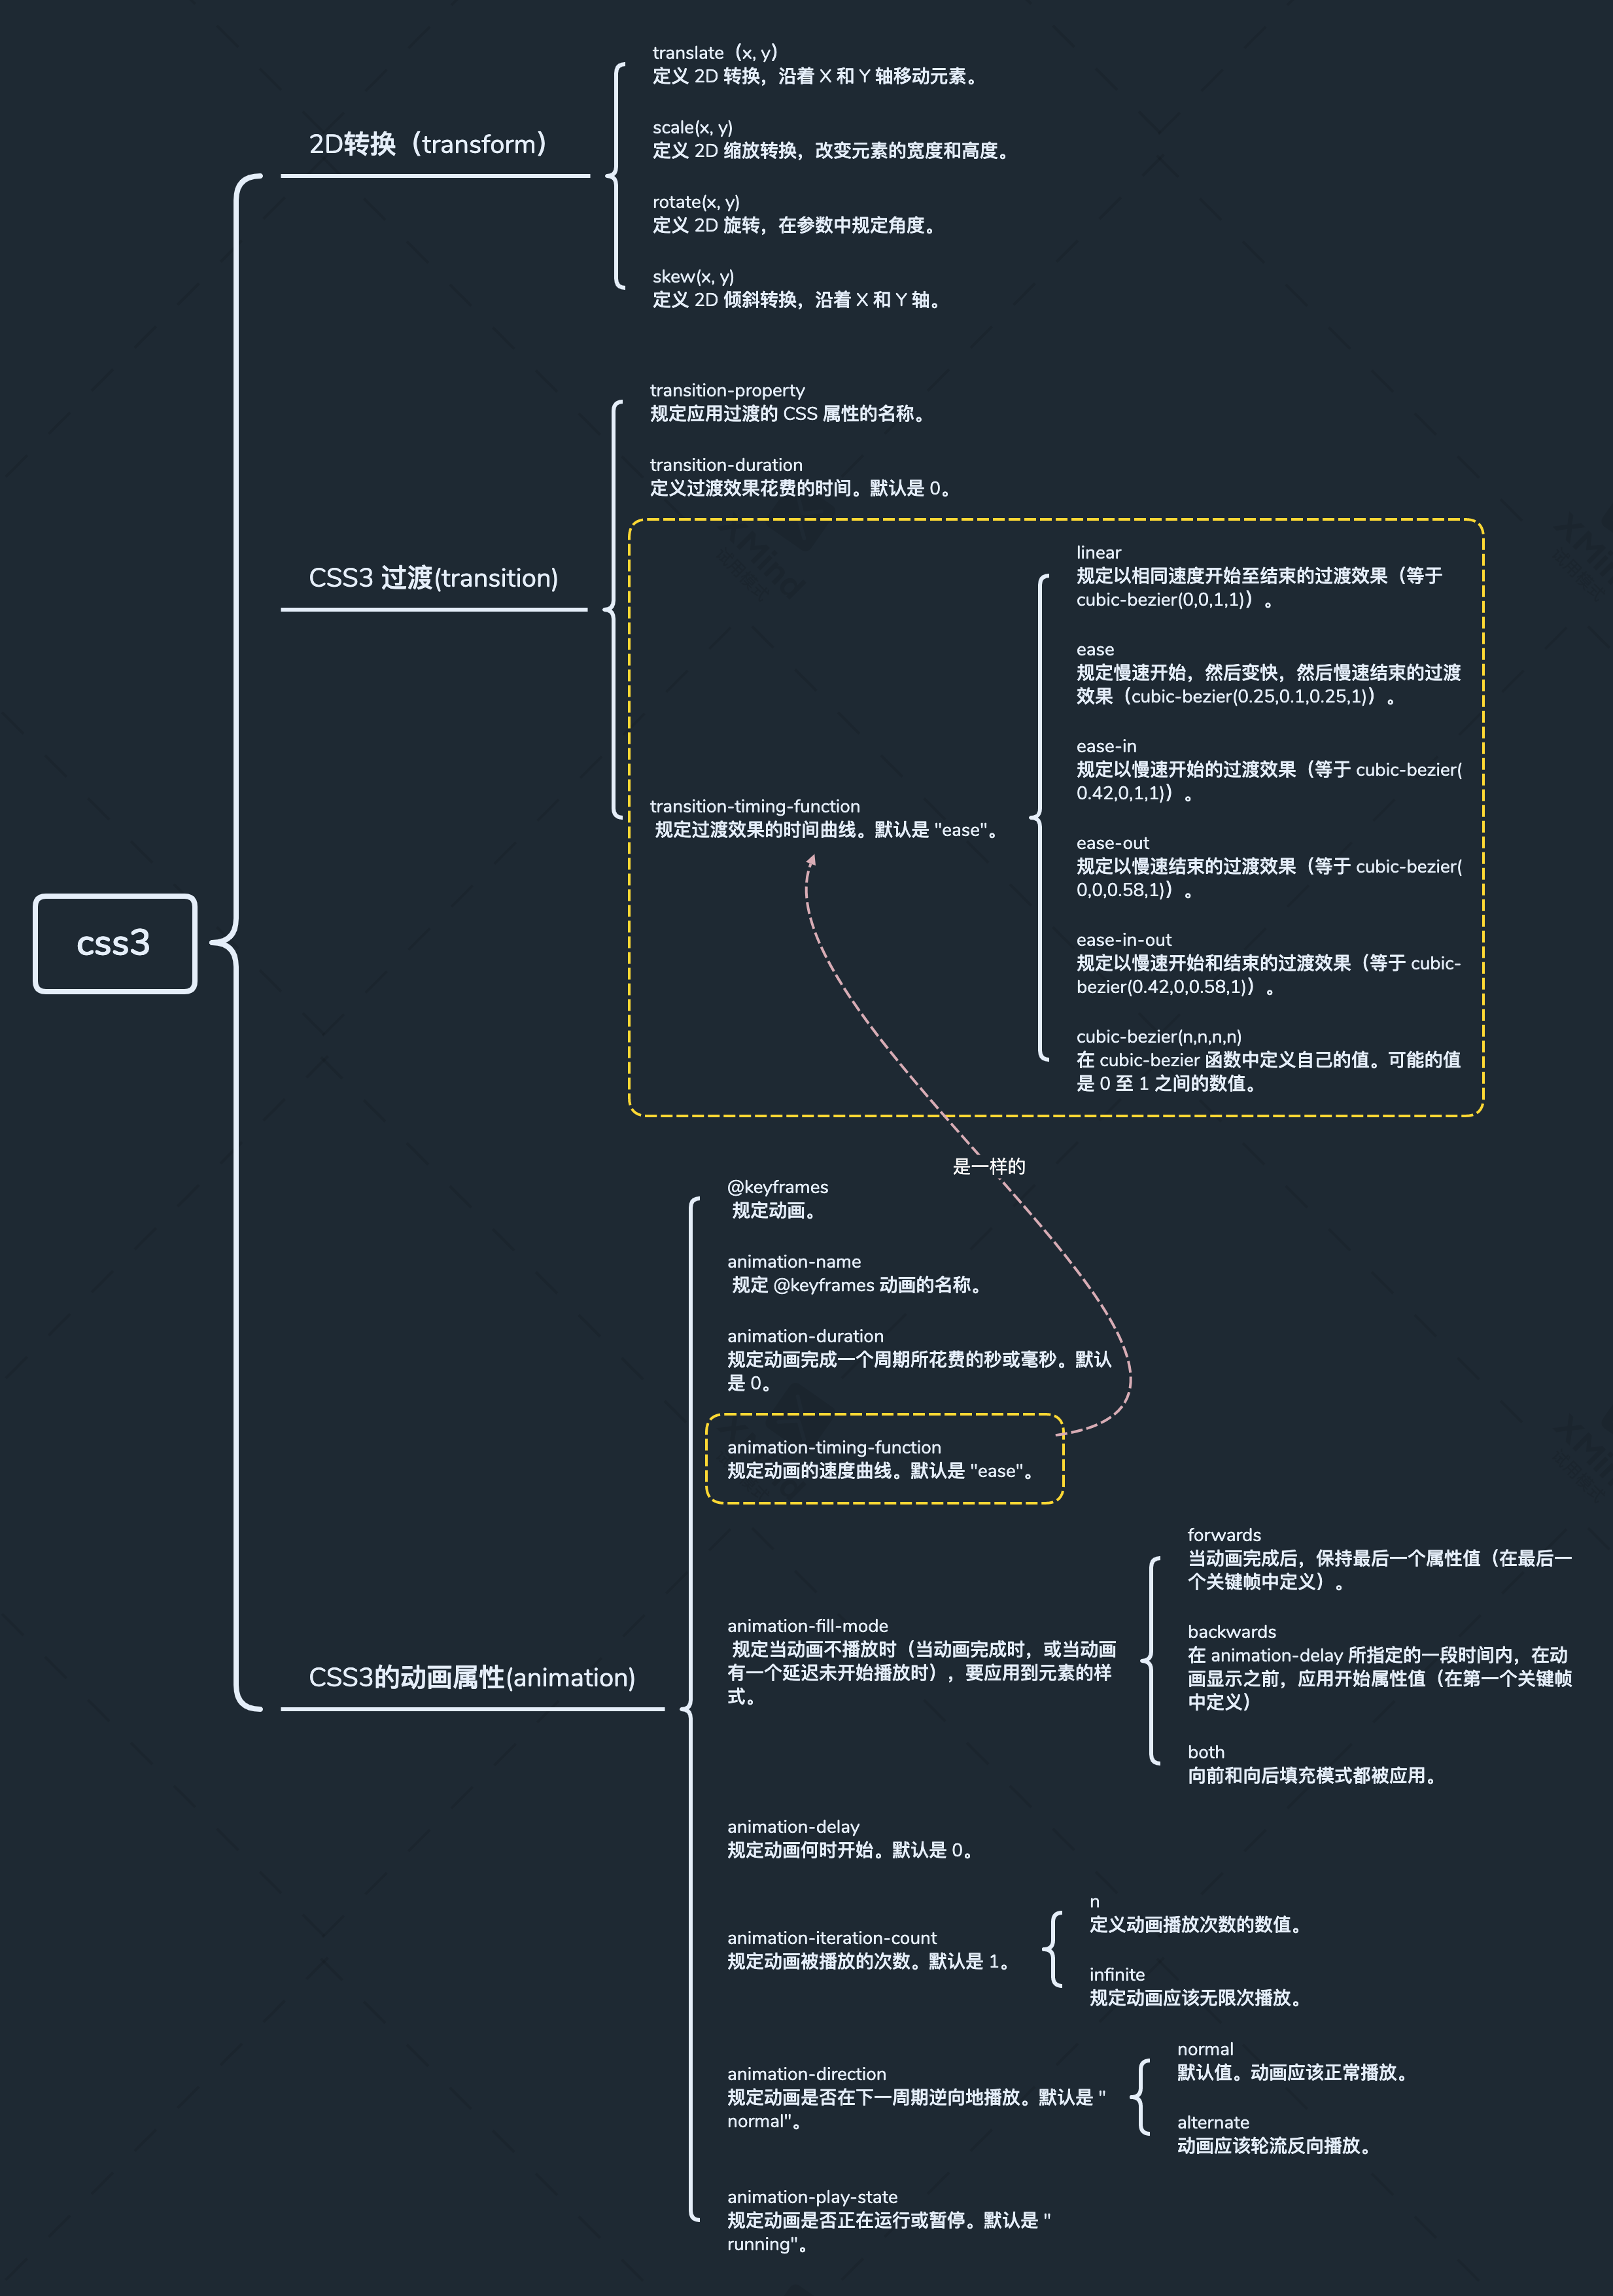 css3
2D转换（transform）
translate（x, y）
定义 2D 转换，沿着 X 和 Y 轴移动元素。
scale(x, y)
定义 2D 缩放转换，改变元素的宽度和高度。
rotate(x, y)
定义 2D 旋转，在参数中规定角度。
skew(x, y)
定义 2D 倾斜转换，沿着 X 和 Y 轴。
CSS3 过渡(transition)
transition-property
规定应用过渡的 CSS 属性的名称。
transition-duration
定义过渡效果花费的时间。默认是 0。
transition-timing-function
规定过渡效果的时间曲线。默认是 "ease"。
linear
规定以相同速度开始至结束的过渡效果（等于
cubic-bezier(0,0,1,1)）。
ease
规定慢速开始，然后变快，然后慢速结束的过渡
效果（cubic-bezier(0.25,0.1,0.25,1)）。
ease-in
规定以慢速开始的过渡效果（等于 cubic-bezier(
0.42,0,1,1)）。
ease-out
规定以慢速结束的过渡效果（等于 cubic-bezier(
0,0,0.58,1)）。
ease-in-out
规定以慢速开始和结束的过渡效果（等于 cubic-
bezier(0.42,0,0.58,1)）。
cubic-bezier(n,n,n,n)
在 cubic-bezier 函数中定义自己的值。可能的值
是 0 至 1 之间的数值。
是一样的
CSS3的动画属性(animation)
@keyframes
规定动画。
animation-name
规定 @keyframes 动画的名称。
animation-duration
规定动画完成一个周期所花费的秒或毫秒。默认
是 0。
animation-timing-function
规定动画的速度曲线。默认是 "ease"。
animation-fill-mode
规定当动画不播放时（当动画完成时，或当动画
有一个延迟未开始播放时），要应用到元素的样
式。
forwards
当动画完成后，保持最后一个属性值（在最后一
个关键帧中定义）。
backwards
在 animation-delay 所指定的一段时间内，在动
画显示之前，应用开始属性值（在第一个关键帧
中定义）
both
向前和向后填充模式都被应用。
animation-delay
规定动画何时开始。默认是 0。
animation-iteration-count
规定动画被播放的次数。默认是 1。
n
定义动画播放次数的数值。
infinite
规定动画应该无限次播放。
animation-direction
规定动画是否在下一周期逆向地播放。默认是 "
normal"。
normal
默认值。动画应该正常播放。
alternate
动画应该轮流反向播放。
animation-play-state
规定动画是否正在运行或暂停。默认是 "
running"。
XMind
XMind
XMind